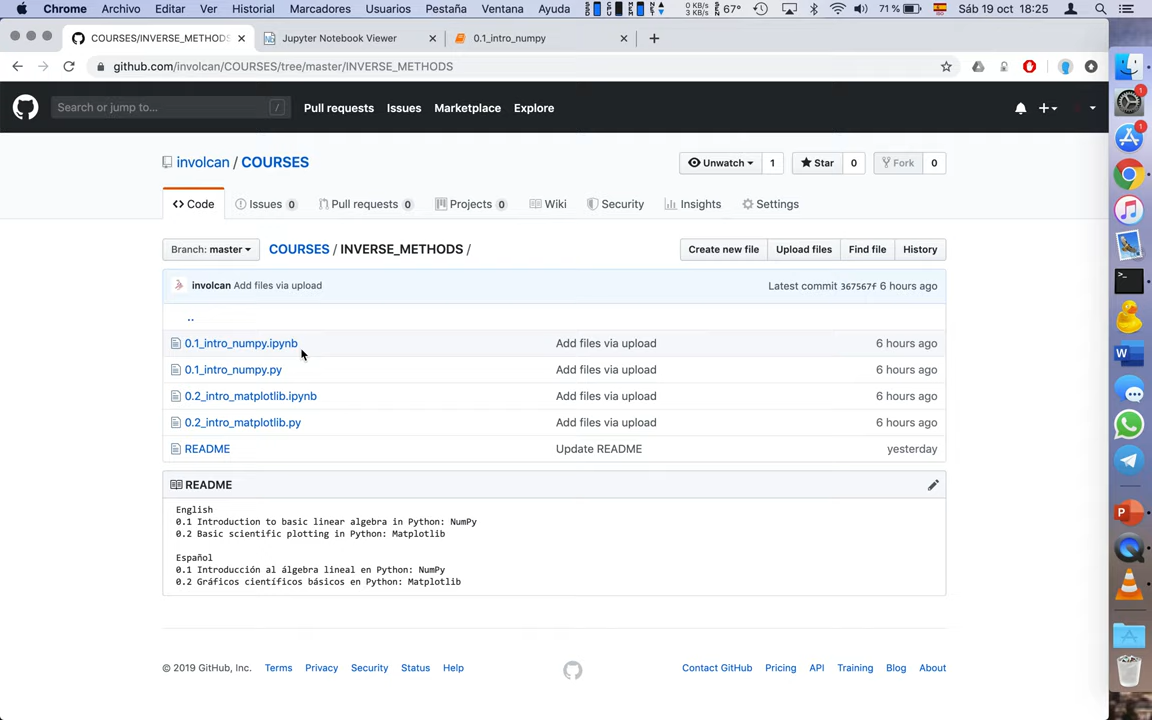 Chrome Archivo Editar Ver Historial Marcadores Usuarios Pestaña Ventana Ayuda 0 KB/s 3 KB/s 67° 71 % Sáb 19 oct 18:25
COURSES/INVERSE_METHODS Jupyter Notebook Viewer 0.1_intro_numpy
github.com/involcan/COURSES/tree/master/INVERSE_METHODS
Search or jump to... / Pull requests Issues Marketplace Explore
involcan / COURSES Unwatch 1 Star 0 Fork 0
Code Issues 0 Pull requests 0 Projects 0 Wiki Security Insights Settings
Branch: master COURSES / INVERSE_METHODS / Create new file Upload files Find file History
involcan Add files via upload Latest commit 367567f 6 hours ago
..
0.1_intro_numpy.ipynb Add files via upload 6 hours ago
0.1_intro_numpy.py Add files via upload 6 hours ago
0.2_intro_matplotlib.ipynb Add files via upload 6 hours ago
0.2_intro_matplotlib.py Add files via upload 6 hours ago
README Update README yesterday
README
English
0.1 Introduction to basic linear algebra in Python: NumPy
0.2 Basic scientific plotting in Python: Matplotlib
Español
0.1 Introducción al álgebra lineal en Python: NumPy
0.2 Gráficos científicos básicos en Python: Matplotlib
© 2019 GitHub, Inc. Terms Privacy Security Status Help Contact GitHub Pricing API Training Blog About